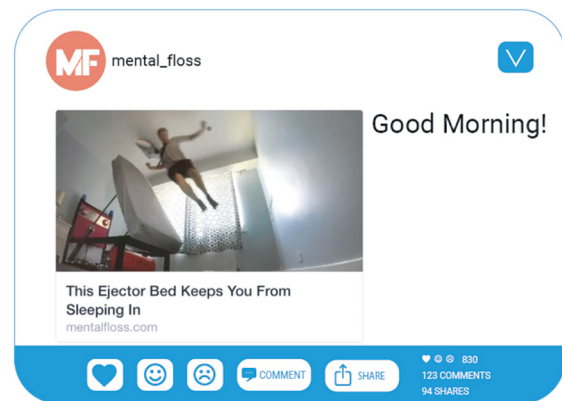 MF mental_floss
Good Morning!
This Ejector Bed Keeps You From
Sleeping In
mentalfloss.com
COMMENT
SHARE
830
123 COMMENTS
94 SHARES